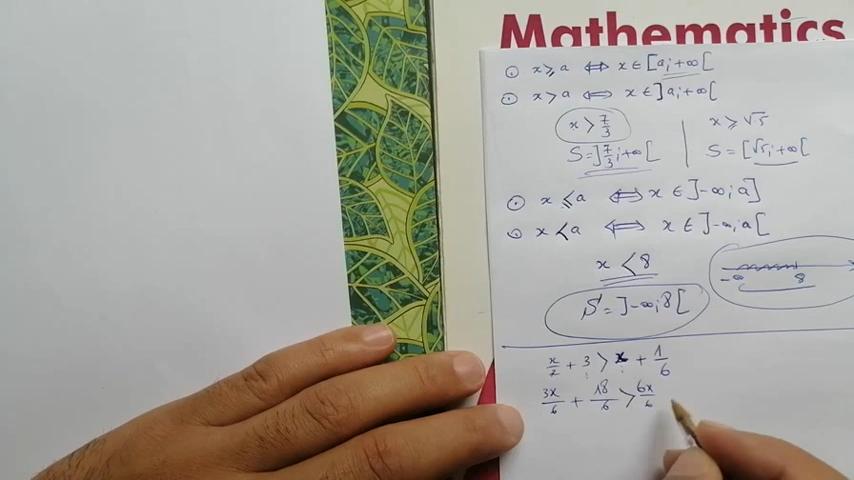 Mathematics
⊙ x ⩾ a ⟺ x ∈ [a ; +∞[
⊙ x > a ⟺ x ∈ ]a ; +∞[
x > 7/3
x ⩾ √5
S = ]7/3 ; +∞[
S = [√5 ; +∞[
⊙ x ⩽ a ⟺ x ∈ ]-∞ ; a]
⊙ x < a ⟺ x ∈ ]-∞ ; a[
x < 8
-∞ 8
S = ]-∞ ; 8[
x/2 + 3 > x + 1/6
3x/6 + 18/6 > 6x/6